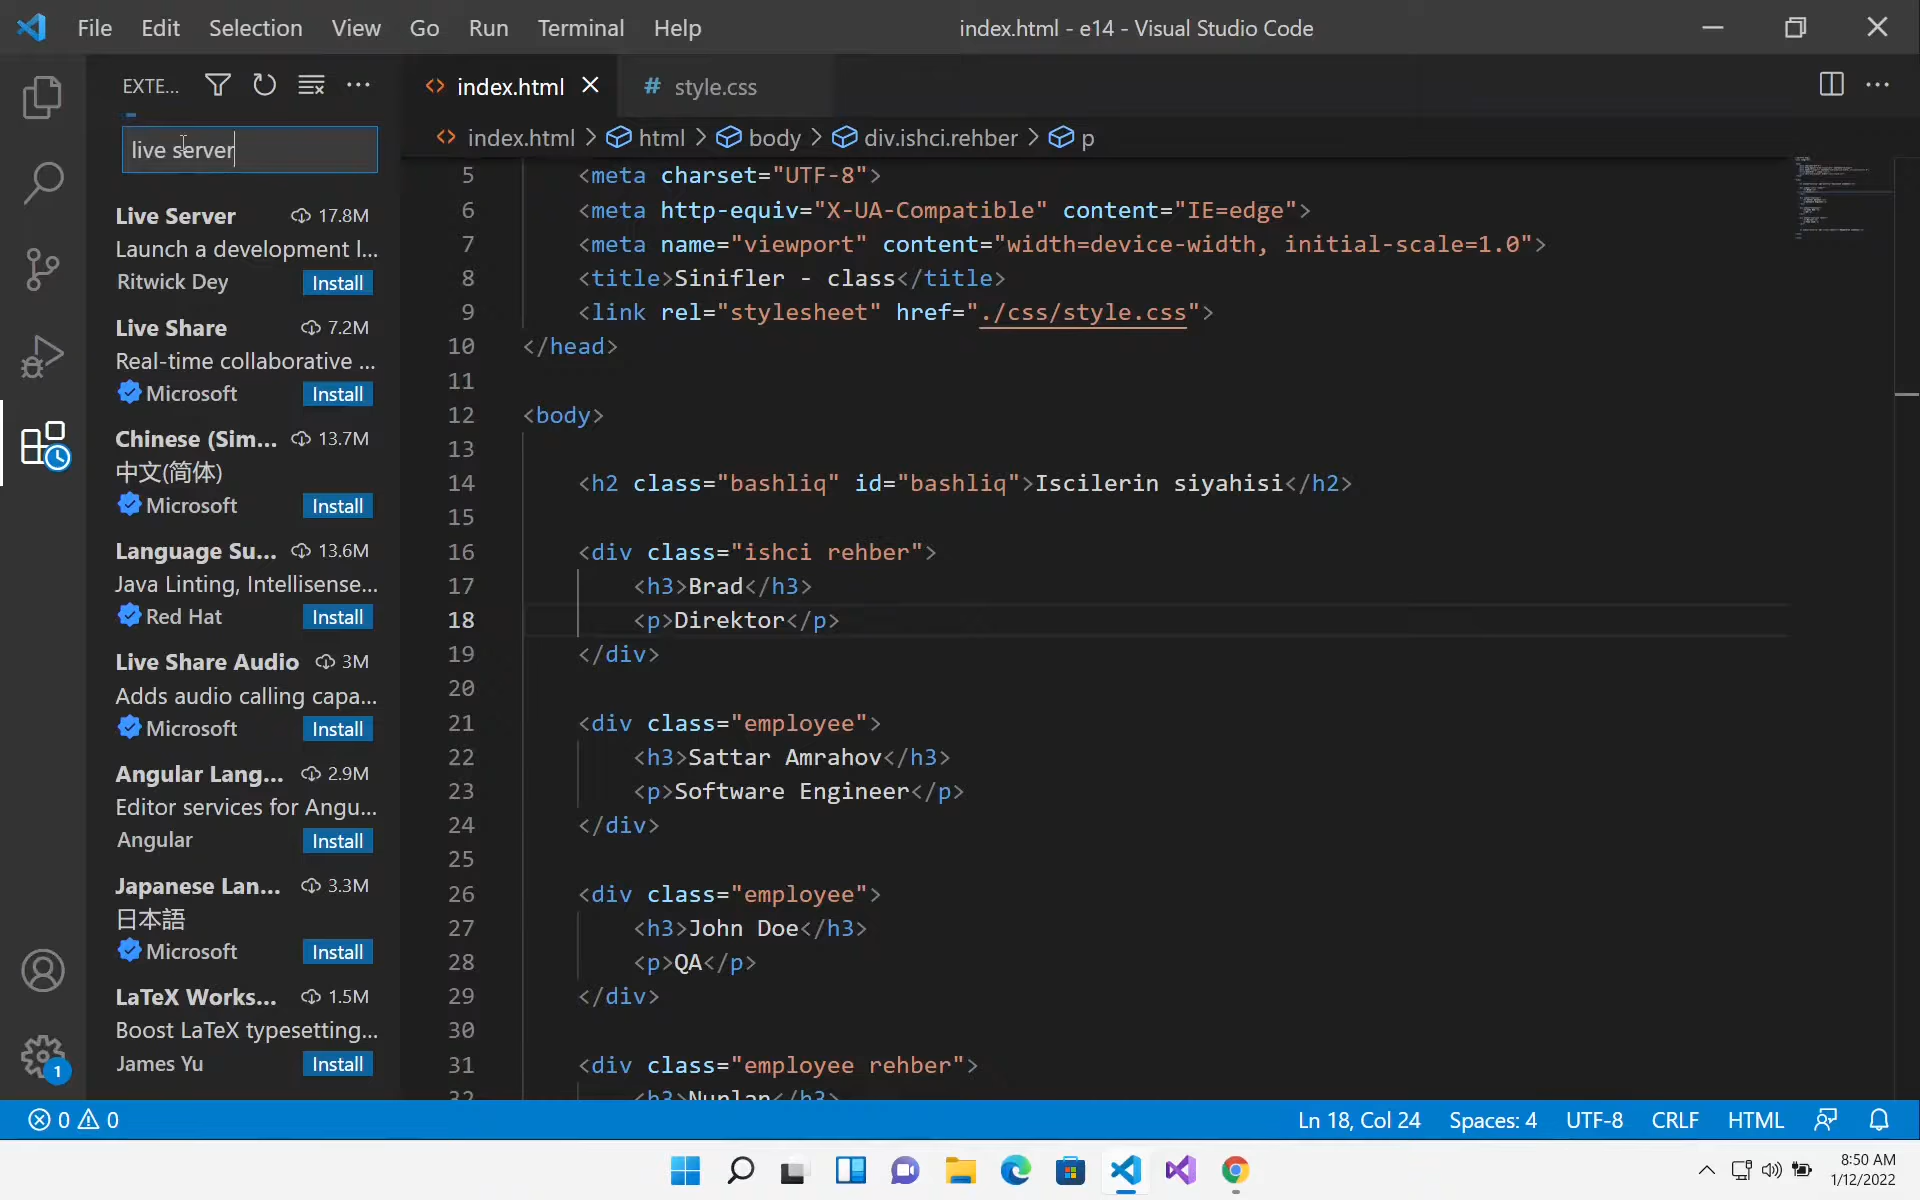 File Edit Selection View Go Run Terminal Help
index.html - e14 - Visual Studio Code
EXTE...
live server
Live Server 17.8M
Launch a development l...
Ritwick Dey Install
Live Share 7.2M
Real-time collaborative ...
Microsoft Install
Chinese (Sim... 13.7M
中文(简体)
Microsoft Install
Language Su... 13.6M
Java Linting, Intellisense...
Red Hat Install
Live Share Audio 3M
Adds audio calling capa...
Microsoft Install
Angular Lang... 2.9M
Editor services for Angu...
Angular Install
Japanese Lan... 3.3M
日本語
Microsoft Install
LaTeX Works... 1.5M
Boost LaTeX typesetting...
James Yu Install
1
<> index.html # style.css
<> index.html > html > body > div.ishci.rehber > p
5 <meta charset="UTF-8">
6 <meta http-equiv="X-UA-Compatible" content="IE=edge">
7 <meta name="viewport" content="width=device-width, initial-scale=1.0">
8 <title>Sinifler - class</title>
9 <link rel="stylesheet" href="./css/style.css">
10 </head>
11
12 <body>
13
14 <h2 class="bashliq" id="bashliq">Iscilerin siyahisi</h2>
15
16 <div class="ishci rehber">
17 <h3>Brad</h3>
18 <p>Direktor</p>
19 </div>
20
21 <div class="employee">
22 <h3>Sattar Amrahov</h3>
23 <p>Software Engineer</p>
24 </div>
25
26 <div class="employee">
27 <h3>John Doe</h3>
28 <p>QA</p>
29 </div>
30
31 <div class="employee rehber">
32 <h3>Nunlan</h3>
0 0
Ln 18, Col 24 Spaces: 4 UTF-8 CRLF HTML
8:50 AM
1/12/2022